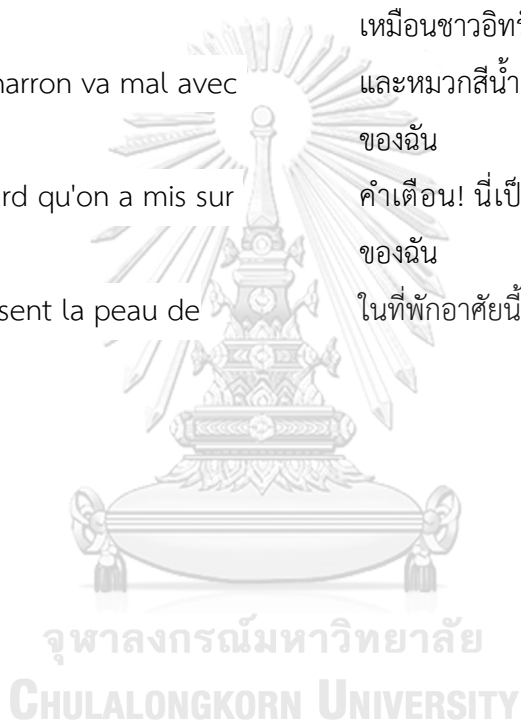 เหมือนชาวอิทรั
narron va mal avec
และหมวกสีน้ำ
ของฉัน
rd qu'on a mis sur
คำเตือน! นี่เป็
ของฉัน
sent la peau de
ในที่พักอาศัยนี้
จุฬาลงกรณ์มหาวิทยาลัย
CHULALONGKORN UNIVERSITY